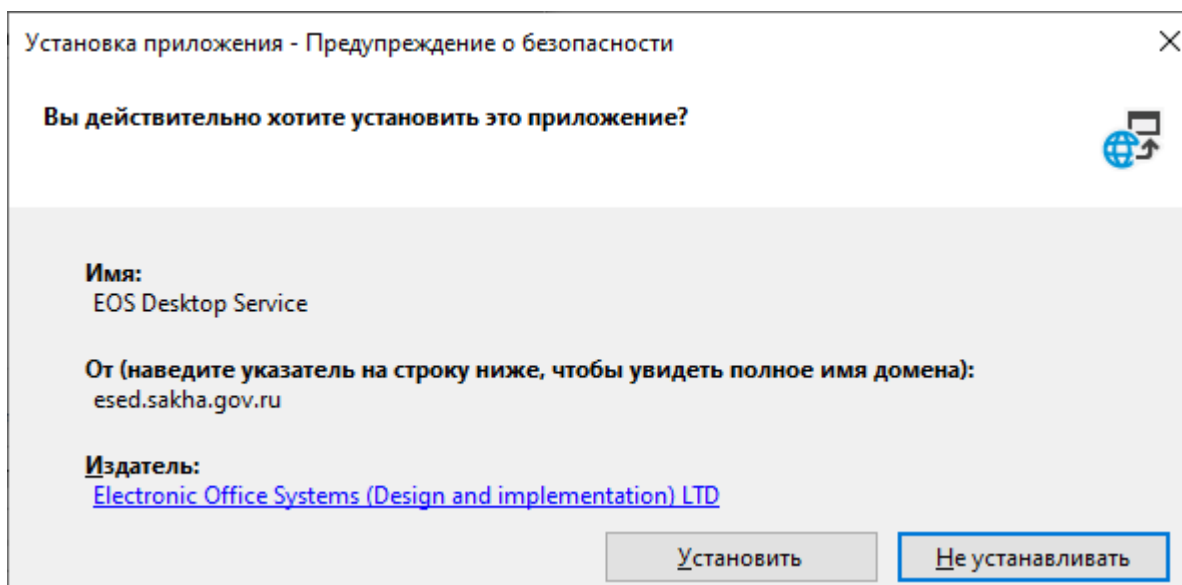 Установка приложения - Предупреждение о безопасности
Вы действительно хотите установить это приложение?
Имя:
EOS Desktop Service
От (наведите указатель на строку ниже, чтобы увидеть полное имя домена):
esed.sakha.gov.ru
Издатель:
Electronic Office Systems (Design and implementation) LTD
Установить
Не устанавливать